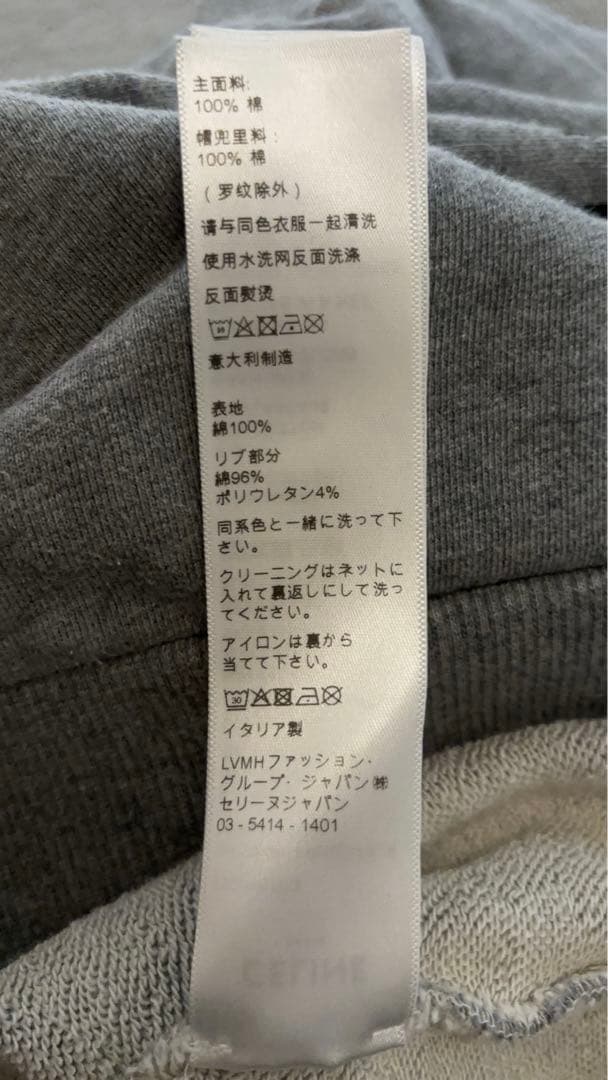 主面料:
100% 棉
帽兜里料:
100% 棉
(罗纹除外)
请与同色衣服一起清洗
使用水洗网反面洗涤
反面熨烫
意大利制造
表地
綿100%
リブ部分
綿96%
ポリウレタン4%
同系色と一緒に洗って下
さい。
クリーニングはネットに
入れて裏返しにして洗っ
てください。
アイロンは裏から
当てて下さい。
30
イタリア製
LVMHファッション・
グループ・ジャパン㈱
セリーヌジャパン
03-5414-1401
CELINE